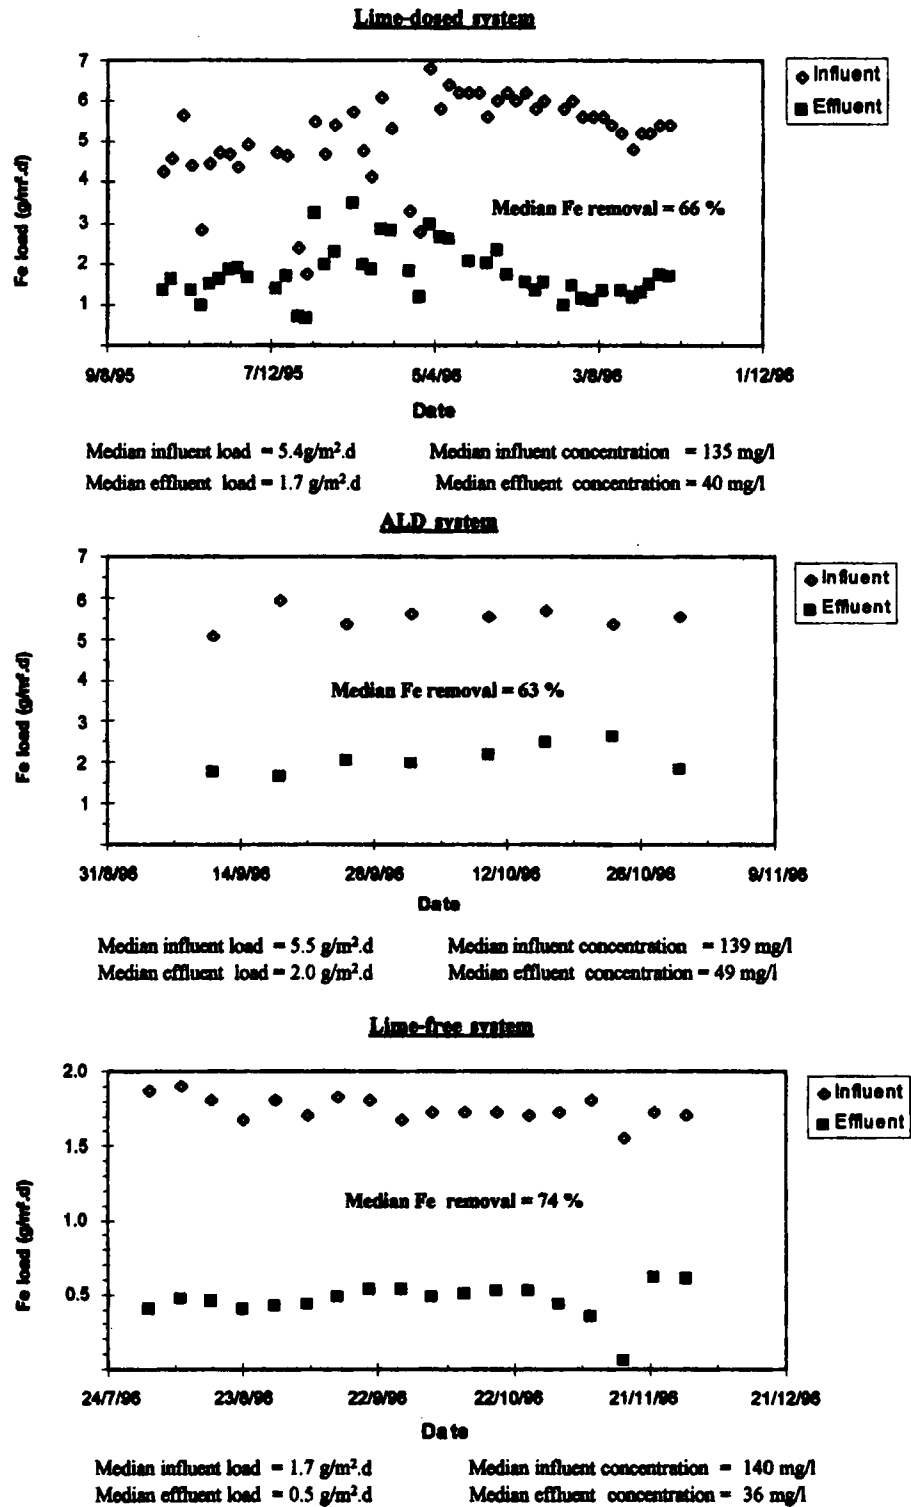 Lime-dosed system
7
6
5
4
3
2
1
Fe load (g/m².d)
Influent
Effluent
Median Fe removal = 66 %
9/8/95 7/12/95 5/4/96 3/8/96 1/12/96
Date
Median influent load = 5.4g/m².d Median influent concentration = 135 mg/l
Median effluent load = 1.7 g/m².d Median effluent concentration = 40 mg/l
ALD system
7
6
5
4
3
2
1
Fe load (g/m².d)
Influent
Effluent
Median Fe removal = 63 %
31/8/96 14/9/96 28/9/96 12/10/96 26/10/96 9/11/96
Date
Median influent load = 5.5 g/m².d Median influent concentration = 139 mg/l
Median effluent load = 2.0 g/m².d Median effluent concentration = 49 mg/l
Lime-free system
2.0
1.5
1.0
0.5
Fe load (g/m².d)
Influent
Effluent
Median Fe removal = 74 %
24/7/96 23/8/96 22/9/96 22/10/96 21/11/96 21/12/96
Date
Median influent load = 1.7 g/m².d Median influent concentration = 140 mg/l
Median effluent load = 0.5 g/m².d Median effluent concentration = 36 mg/l